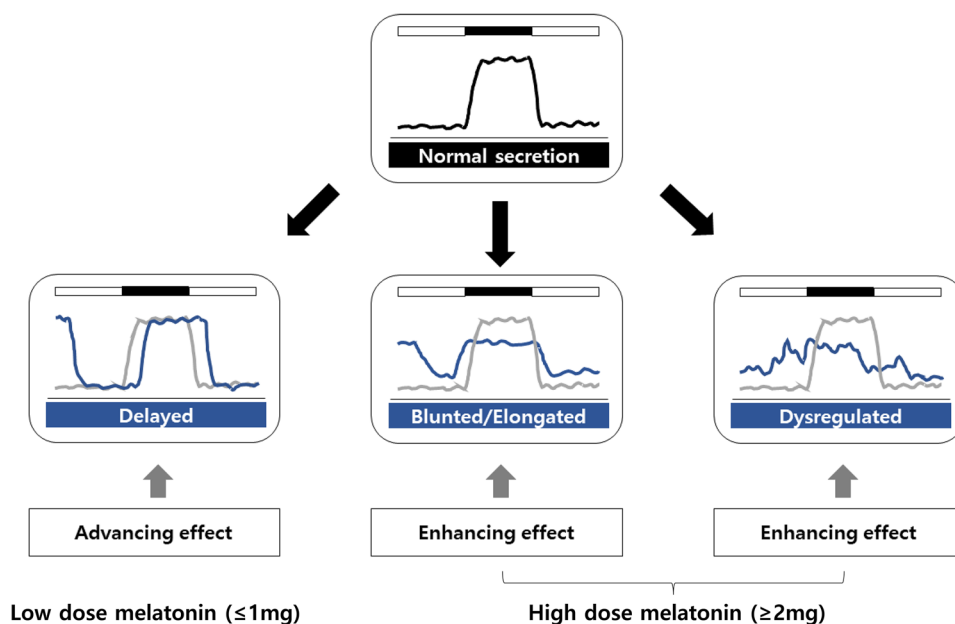 Normal secretion
Delayed
Blunted/Elongated
Dysregulated
Advancing effect
Enhancing effect
Enhancing effect
Low dose melatonin (≤1mg)
High dose melatonin (≥2mg)